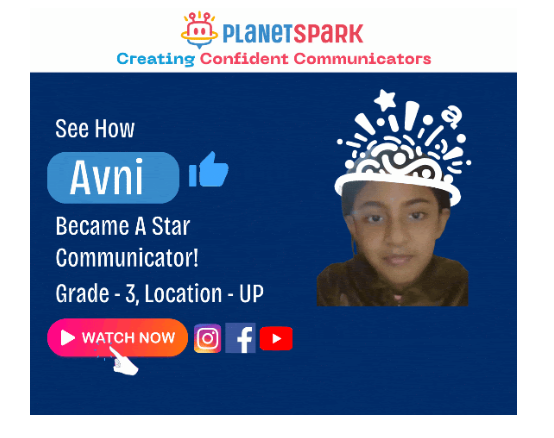 PLANETSPARK
Creating Confident Communicators
See How
Avni
Became A Star
Communicator!
Grade - 3, Location - UP
WATCH NOW
a